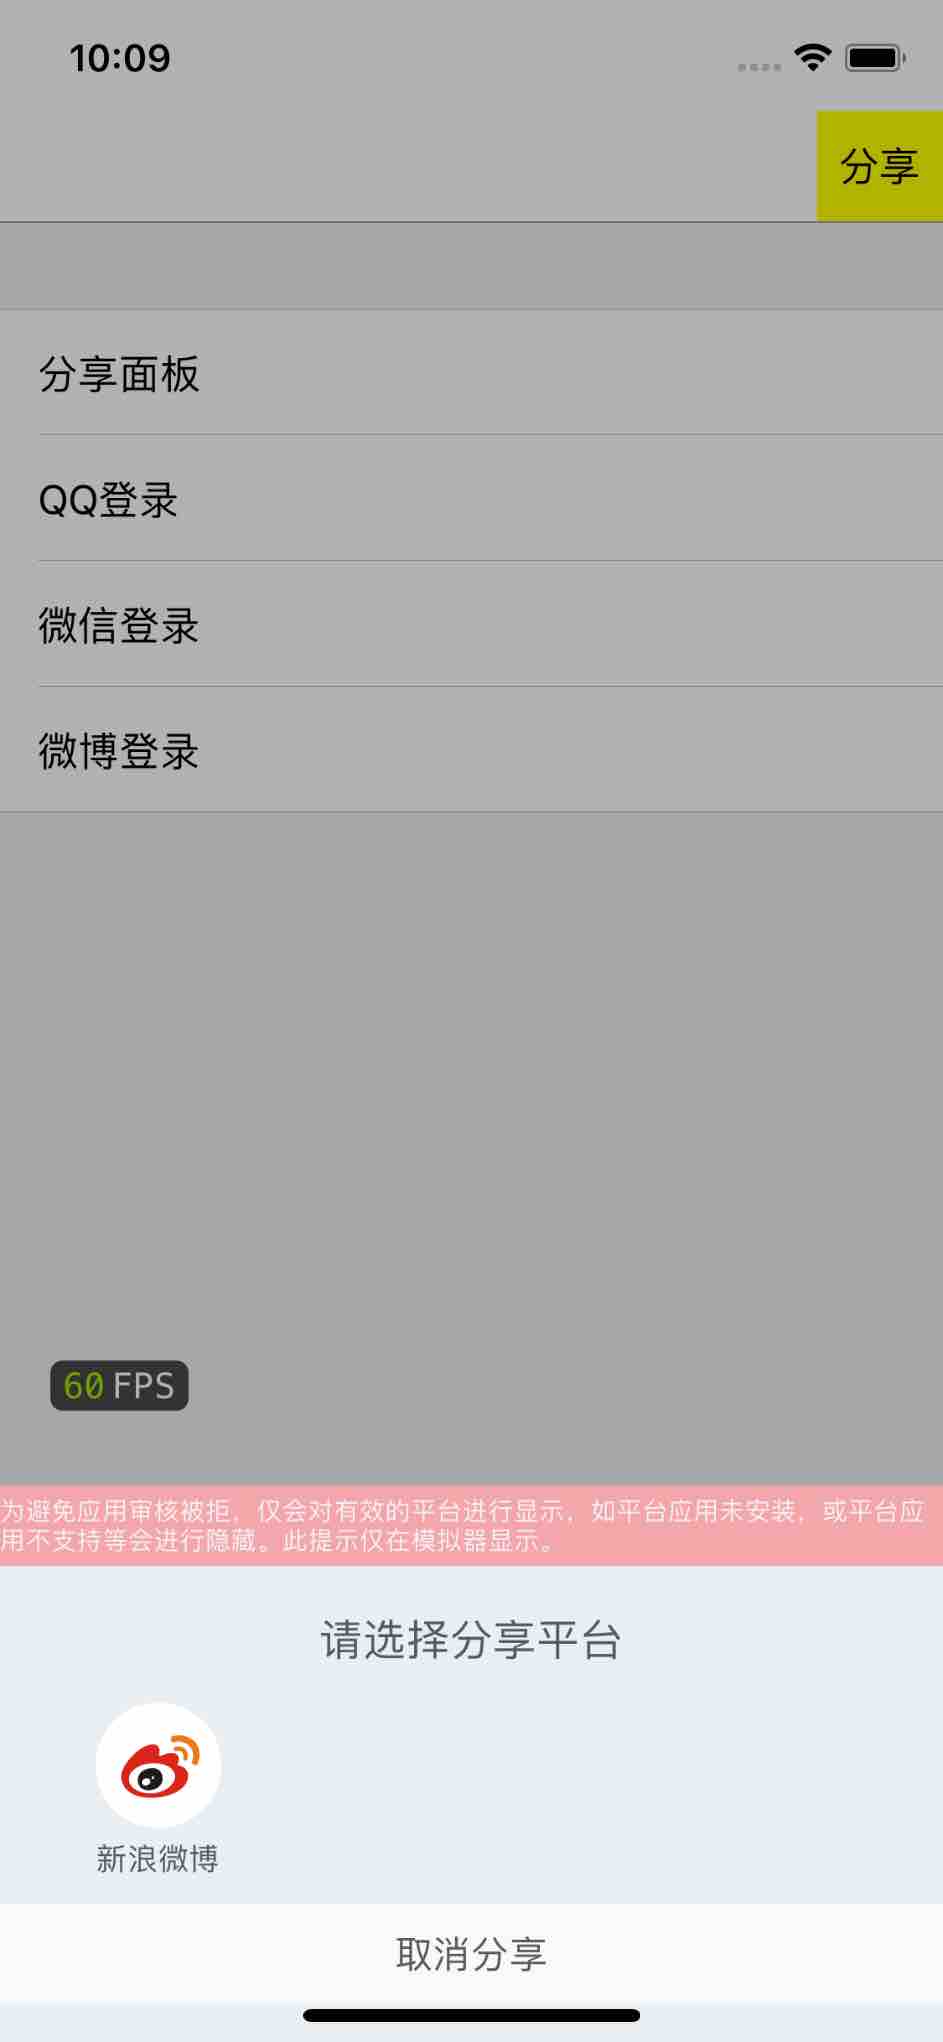 10:09
分享
分享面板
QQ登录
微信登录
微博登录
60 FPS
为避免应用审核被拒，仅会对有效的平台进行显示，如平台应用未安装，或平台应
用不支持等会进行隐藏。此提示仅在模拟器显示。
请选择分享平台
新浪微博
取消分享